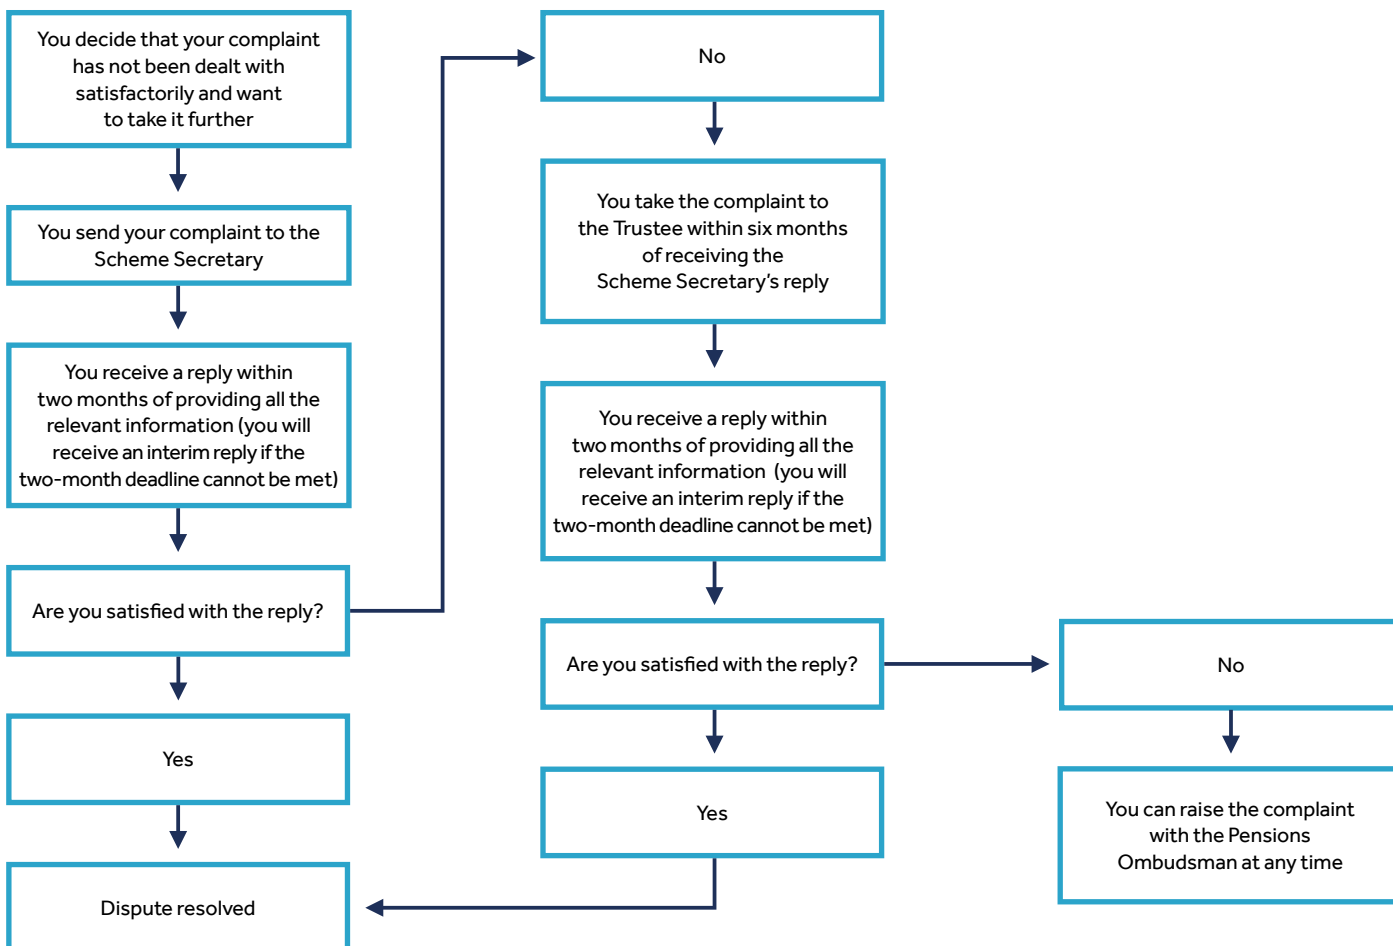 You decide that your complaint
has not been dealt with
satisfactorily and want
to take it further
You send your complaint to the
Scheme Secretary
You receive a reply within
two months of providing all the
relevant information (you will
receive an interim reply if the
two-month deadline cannot be met)
Are you satisfied with the reply?
Yes
Dispute resolved
No
You take the complaint to
the Trustee within six months
of receiving the
Scheme Secretary’s reply
You receive a reply within
two months of providing all the
relevant information (you will
receive an interim reply if the
two-month deadline cannot be met)
Are you satisfied with the reply?
Yes
No
You can raise the complaint
with the Pensions
Ombudsman at any time